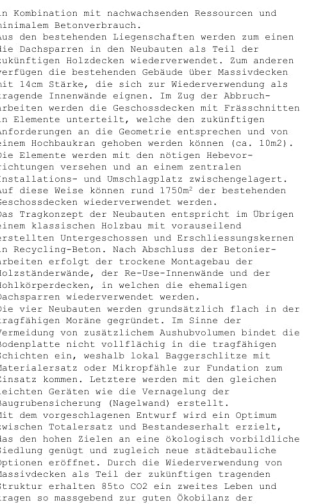 in Kombination mit nachwachsenden Ressourcen und
minimalem Betonverbrauch.
Aus den bestehenden Liegenschaften werden zum einen
die Dachsparren in den Neubauten als Teil der
zukünftigen Holzdecken wiederverwendet. Zum anderen
verfügen die bestehenden Gebäude über Massivdecken
mit 14cm Stärke, die sich zur Wiederverwendung als
tragende Innenwände eignen. Im Zug der Abbruch-
arbeiten werden die Geschossdecken mit Frässchnitten
in Elemente unterteilt, welche den zukünftigen
Anforderungen an die Geometrie entsprechen und von
einem Hochbaukran gehoben werden können (ca. 10m2).
Die Elemente werden mit den nötigen Hebevor-
richtungen versehen und an einem zentralen
Installations- und Umschlagplatz zwischengelagert.
Auf diese Weise können rund 1750m² der bestehenden
Geschossdecken wiederverwendet werden.
Das Tragkonzept der Neubauten entspricht im Übrigen
einem klassischen Holzbau mit vorauseilend
erstellten Untergeschossen und Erschliessungskernen
in Recycling-Beton. Nach Abschluss der Betonier-
arbeiten erfolgt der trockene Montagebau der
Holzständerwände, der Re-Use-Innenwände und der
Hohlkörperdecken, in welchen die ehemaligen
Dachsparren wiederverwendet werden.
Die vier Neubauten werden grundsätzlich flach in der
tragfähigen Moräne gegründet. Im Sinne der
Vermeidung von zusätzlichem Aushubvolumen bindet die
Bodenplatte nicht vollflächig in die tragfähigen
Schichten ein, weshalb lokal Baggerschlitze mit
Materialersatz oder Mikropfähle zur Fundation zum
Einsatz kommen. Letztere werden mit den gleichen
leichten Geräten wie die Vernagelung der
Baugrubensicherung (Nagelwand) erstellt.
Mit dem vorgeschlagenen Entwurf wird ein Optimum
zwischen Totalersatz und Bestandeserhalt erzielt,
das den hohen Zielen an eine ökologisch vorbildliche
Siedlung genügt und zugleich neue städtebauliche
Optionen eröffnet. Durch die Wiederverwendung von
Massivdecken als Teil der zukünftigen tragenden
Struktur erhalten 85to CO2 ein zweites Leben und
tragen so massgebend zur guten Ökobilanz der